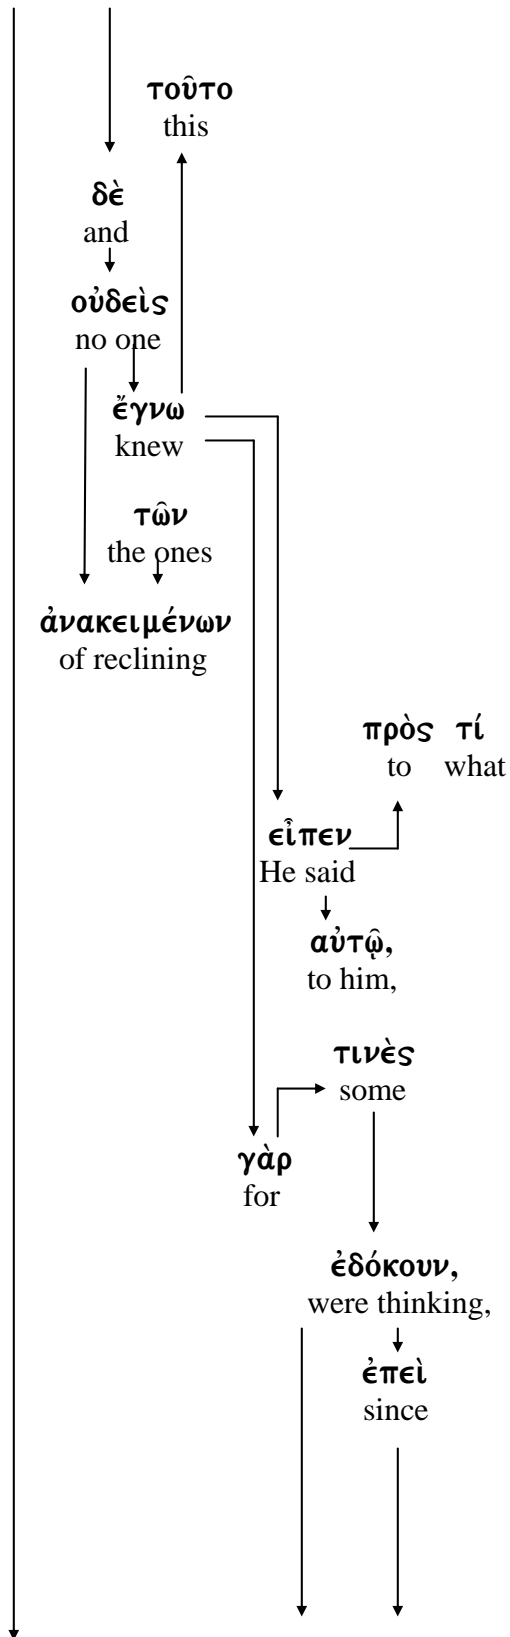 τοῦτο
this
δὲ
and
οὐδεὶς
no one
ἔγνω
knew
τῶν
the ones
ἀνακειμένων
of reclining
πρὸς τί
to what
εἶπεν
He said
αὐτῷ,
to him,
τινὲς
some
γὰρ
for
ἐδόκουν,
were thinking,
ἐπεὶ
since